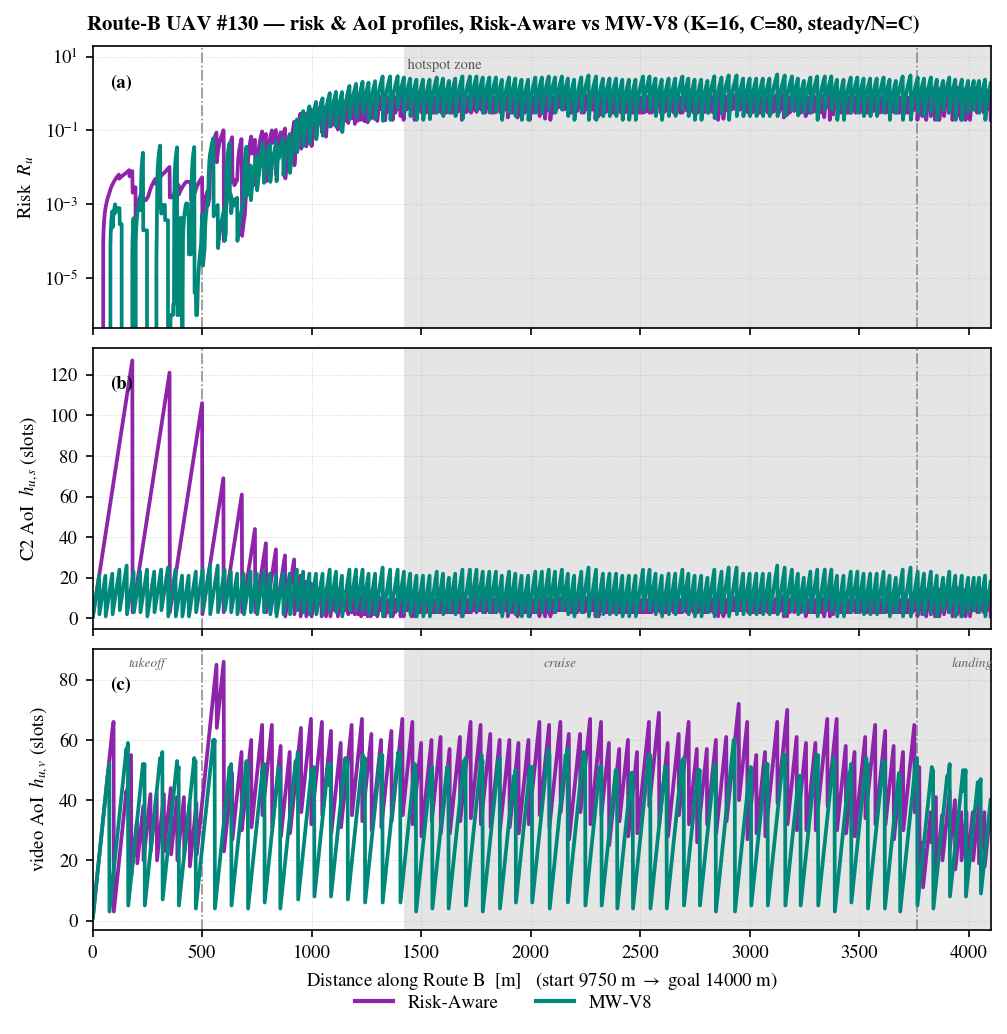 Route-B UAV #130 — risk & AoI profiles, Risk-Aware vs MW-V8 (K=16, C=80, steady/N=C)
(a)
hotspot zone
Risk R_u
10^1
10^{-1}
10^{-3}
10^{-5}
(b)
C2 AoI h_{u,s} (slots)
120
100
80
60
40
20
0
(c)
takeoff
cruise
landing
video AoI h_{u,v} (slots)
80
60
40
20
0
0 500 1000 1500 2000 2500 3000 3500 4000
Distance along Route B [m] (start 9750 m → goal 14000 m)
Risk-Aware MW-V8